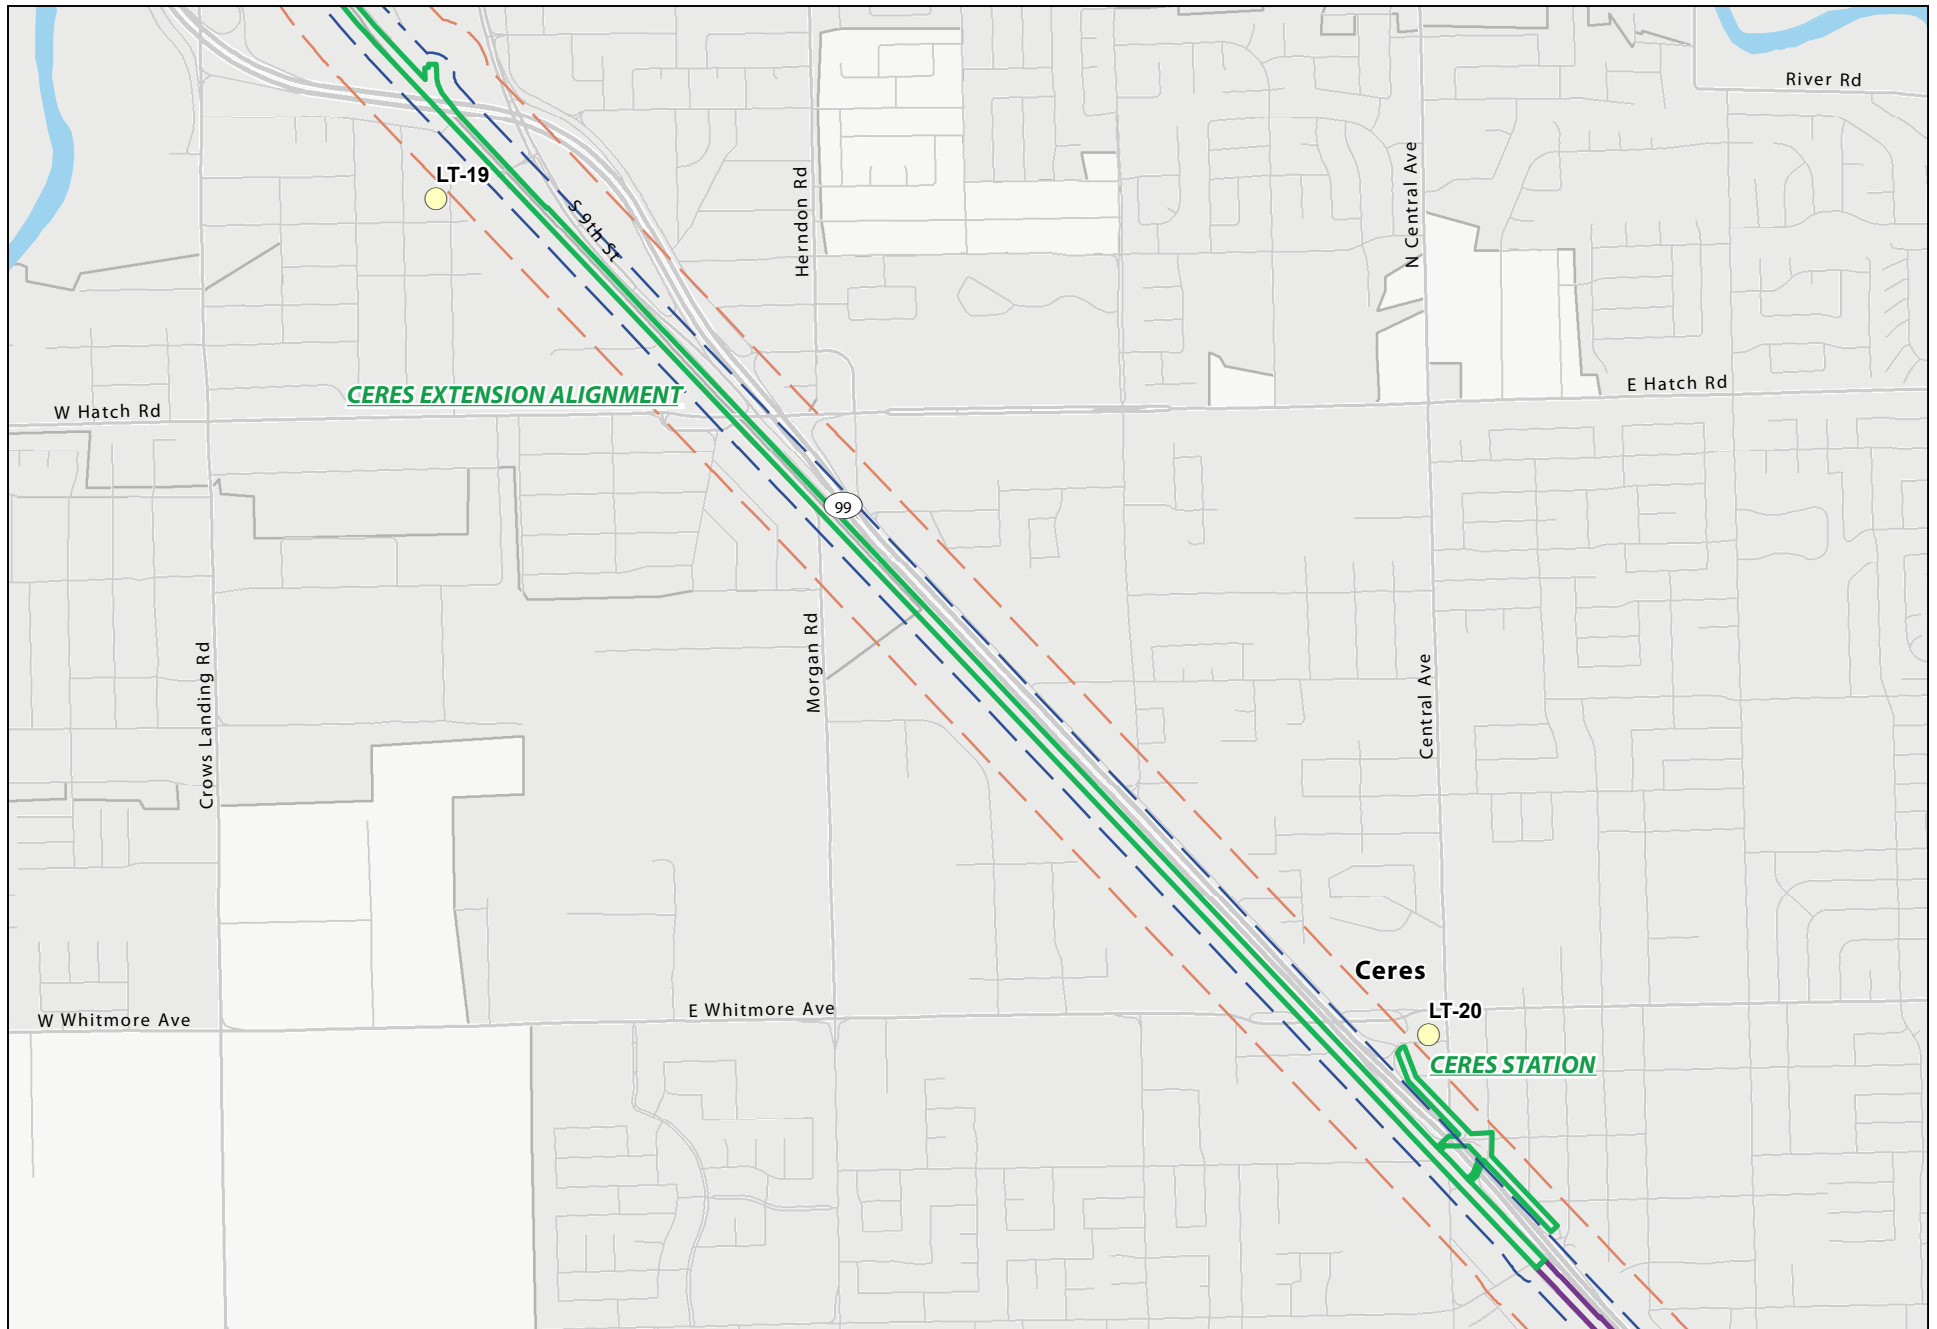 River Rd
LT-19
S 9th St
Herndon Rd
N Central Ave
CERES EXTENSION ALIGNMENT
E Hatch Rd
W Hatch Rd
99
Morgan Rd
Crows Landing Rd
Central Ave
Ceres
LT-20
E Whitmore Ave
W Whitmore Ave
CERES STATION